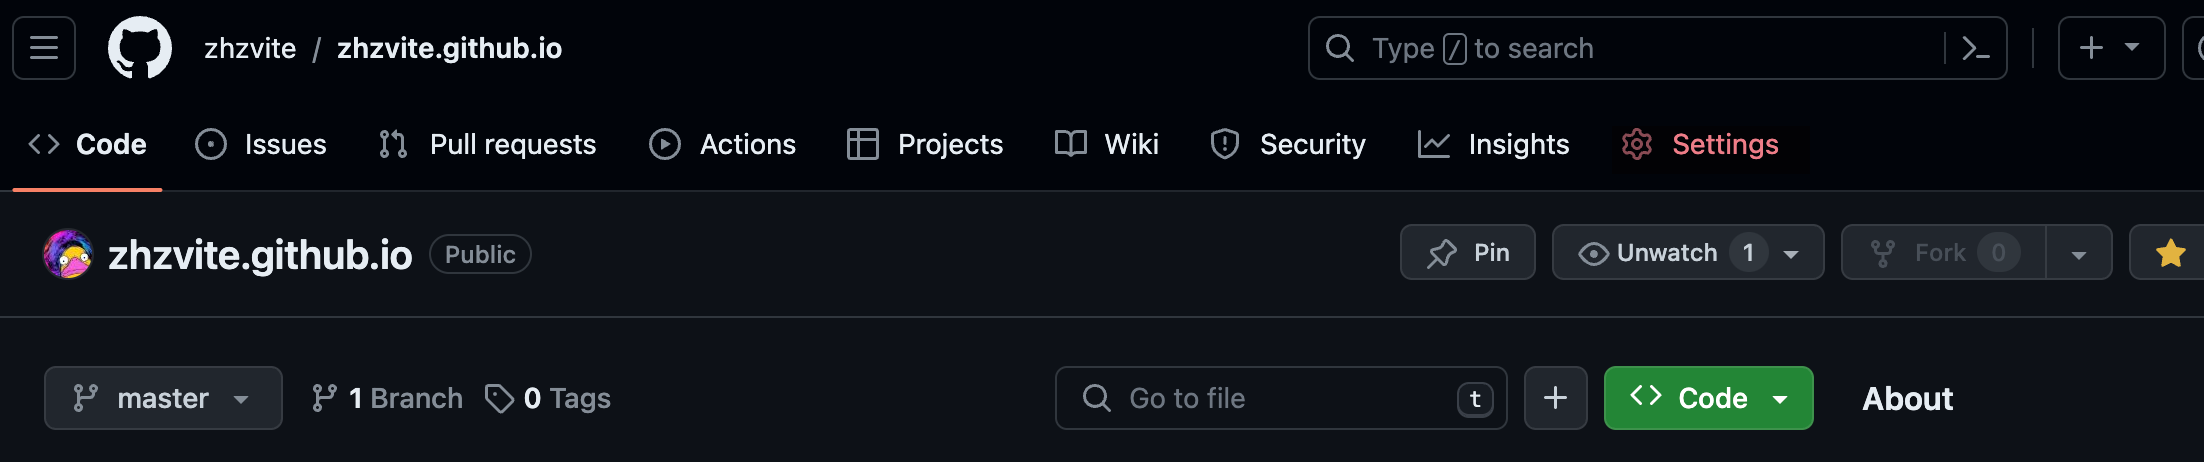 zhzvite / zhzvite.github.io
Type / to search
Code Issues Pull requests Actions Projects Wiki Security Insights Settings
zhzvite.github.io Public
Pin Unwatch 1 Fork 0
master 1 Branch 0 Tags
Go to file t
Code
About